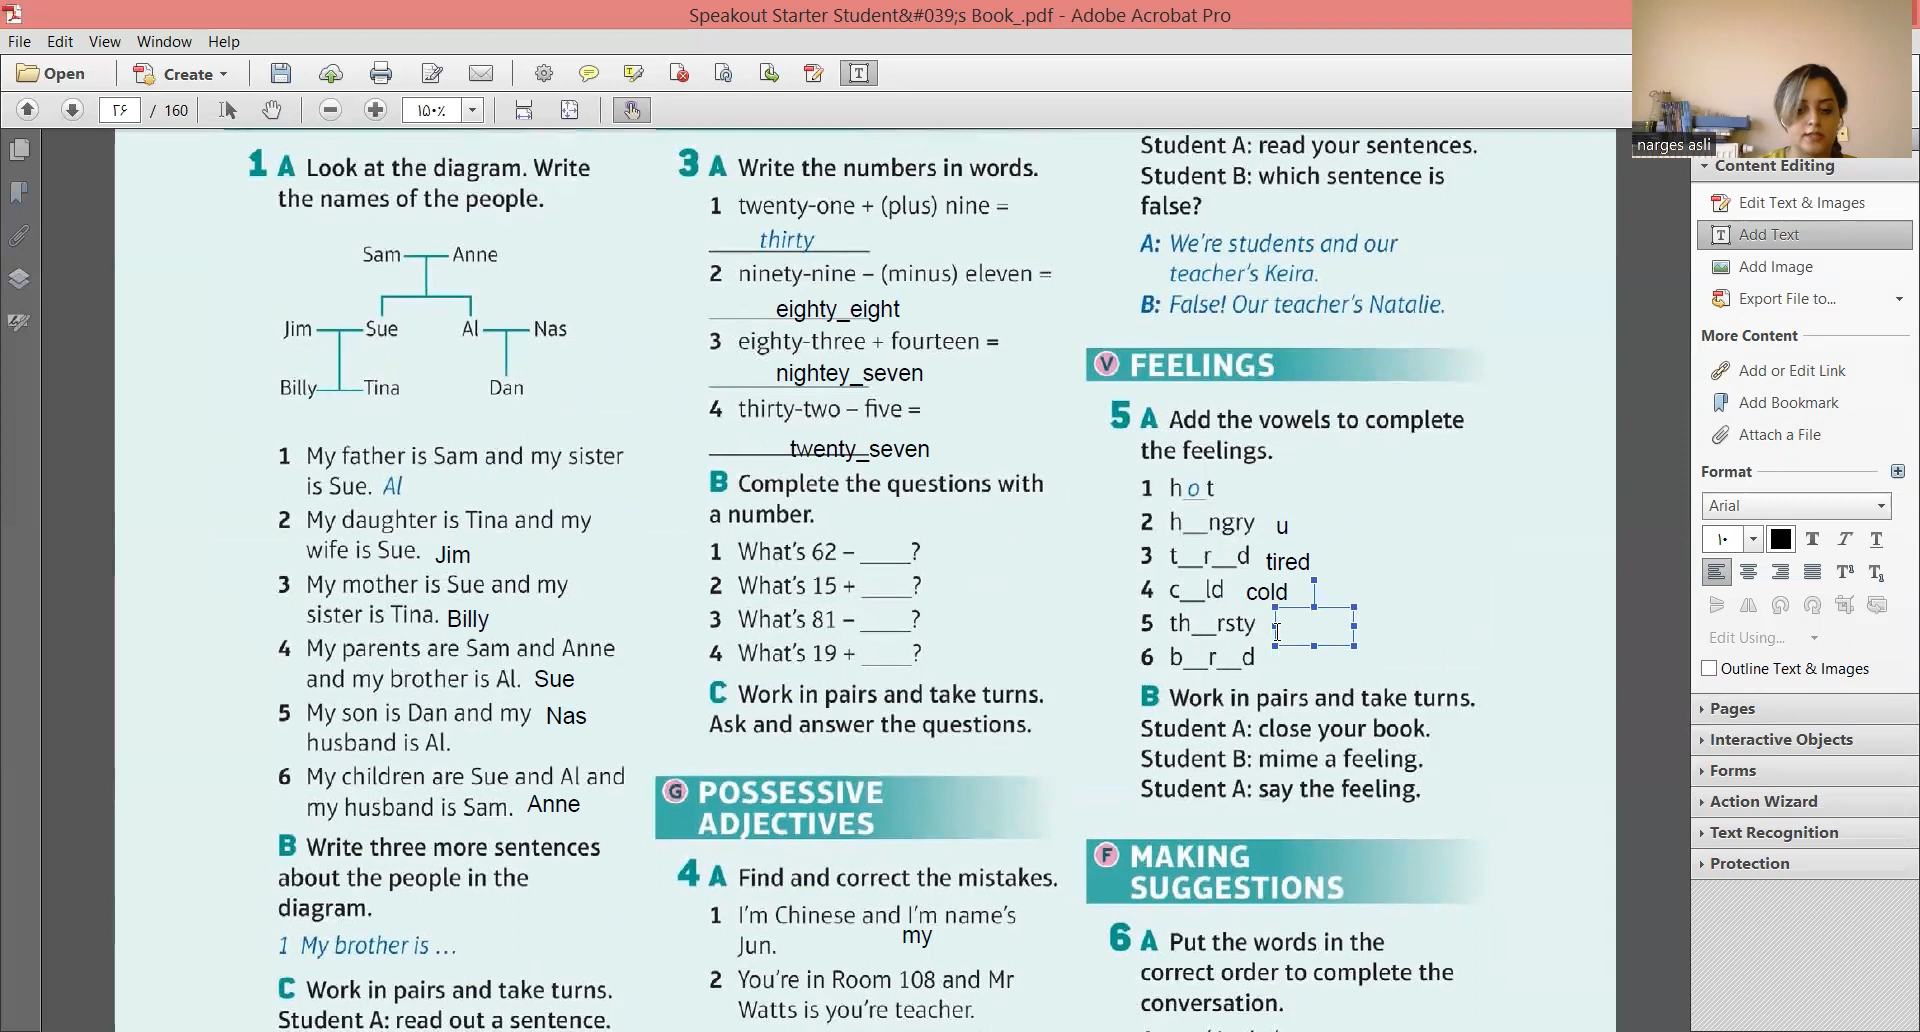 Speakout Starter Student&#039;s Book_.pdf - Adobe Acrobat Pro
File Edit View Window Help
Open Create
۲۶ / 160 ۱۵۰٪
narges asli
1 A Look at the diagram. Write
the names of the people.
Sam Anne
Jim Sue Al Nas
Billy Tina Dan
1 My father is Sam and my sister
is Sue. Al
2 My daughter is Tina and my
wife is Sue. Jim
3 My mother is Sue and my
sister is Tina. Billy
4 My parents are Sam and Anne
and my brother is Al. Sue
5 My son is Dan and my Nas
husband is Al.
6 My children are Sue and Al and
my husband is Sam. Anne
B Write three more sentences
about the people in the
diagram.
1 My brother is ...
C Work in pairs and take turns.
Student A: read out a sentence.
3 A Write the numbers in words.
1 twenty-one + (plus) nine =
thirty
2 ninety-nine – (minus) eleven =
eighty_eight
3 eighty-three + fourteen =
nightey_seven
4 thirty-two – five =
twenty_seven
B Complete the questions with
a number.
1 What's 62 – ____?
2 What's 15 + ____?
3 What's 81 – ____?
4 What's 19 + ____?
C Work in pairs and take turns.
Ask and answer the questions.
G POSSESSIVE
ADJECTIVES
4 A Find and correct the mistakes.
1 I'm Chinese and I'm name's
my
Jun.
2 You're in Room 108 and Mr
Watts is you're teacher.
Student A: read your sentences.
Student B: which sentence is
false?
A: We're students and our
teacher's Keira.
B: False! Our teacher's Natalie.
V FEELINGS
5 A Add the vowels to complete
the feelings.
1 h_o_t
2 h__ngry u
3 t__r__d tired
4 c__ld cold
5 th__rsty
6 b__r__d
B Work in pairs and take turns.
Student A: close your book.
Student B: mime a feeling.
Student A: say the feeling.
F MAKING
SUGGESTIONS
6 A Put the words in the
correct order to complete the
conversation.
Content Editing
Edit Text & Images
Add Text
Add Image
Export File to...
More Content
Add or Edit Link
Add Bookmark
Attach a File
Format
Arial
۱۰
Edit Using...
Outline Text & Images
Pages
Interactive Objects
Forms
Action Wizard
Text Recognition
Protection